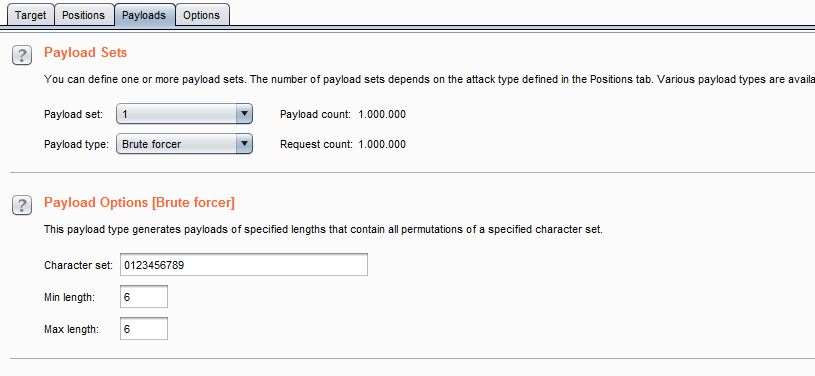 Target Positions Payloads Options
? Payload Sets
You can define one or more payload sets. The number of payload sets depends on the attack type defined in the Positions tab. Various payload types are availa
Payload set: 1 Payload count: 1.000.000
Payload type: Brute forcer Request count: 1.000.000
? Payload Options [Brute forcer]
This payload type generates payloads of specified lengths that contain all permutations of a specified character set.
Character set: 0123456789
Min length: 6
Max length: 6